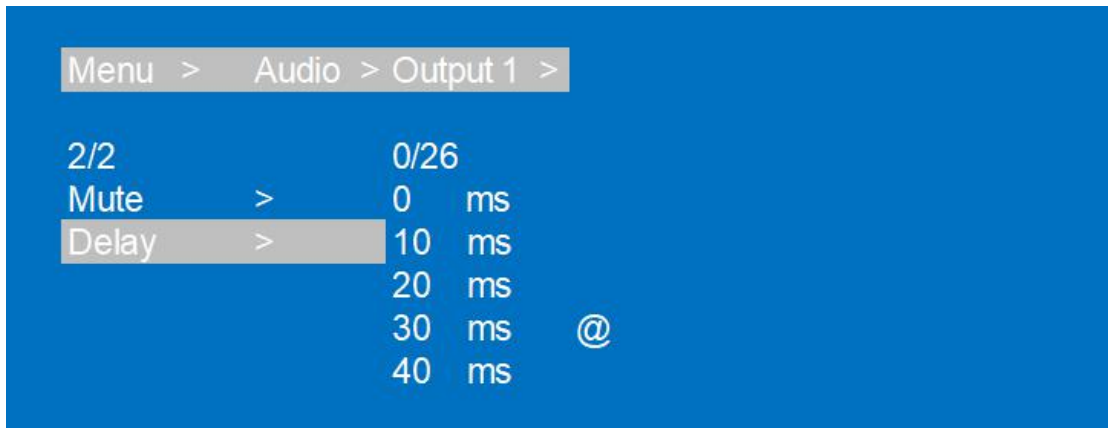 Menu > Audio > Output 1 >
2/2 0/26
Mute > 0 ms
Delay > 10 ms
20 ms
30 ms @
40 ms